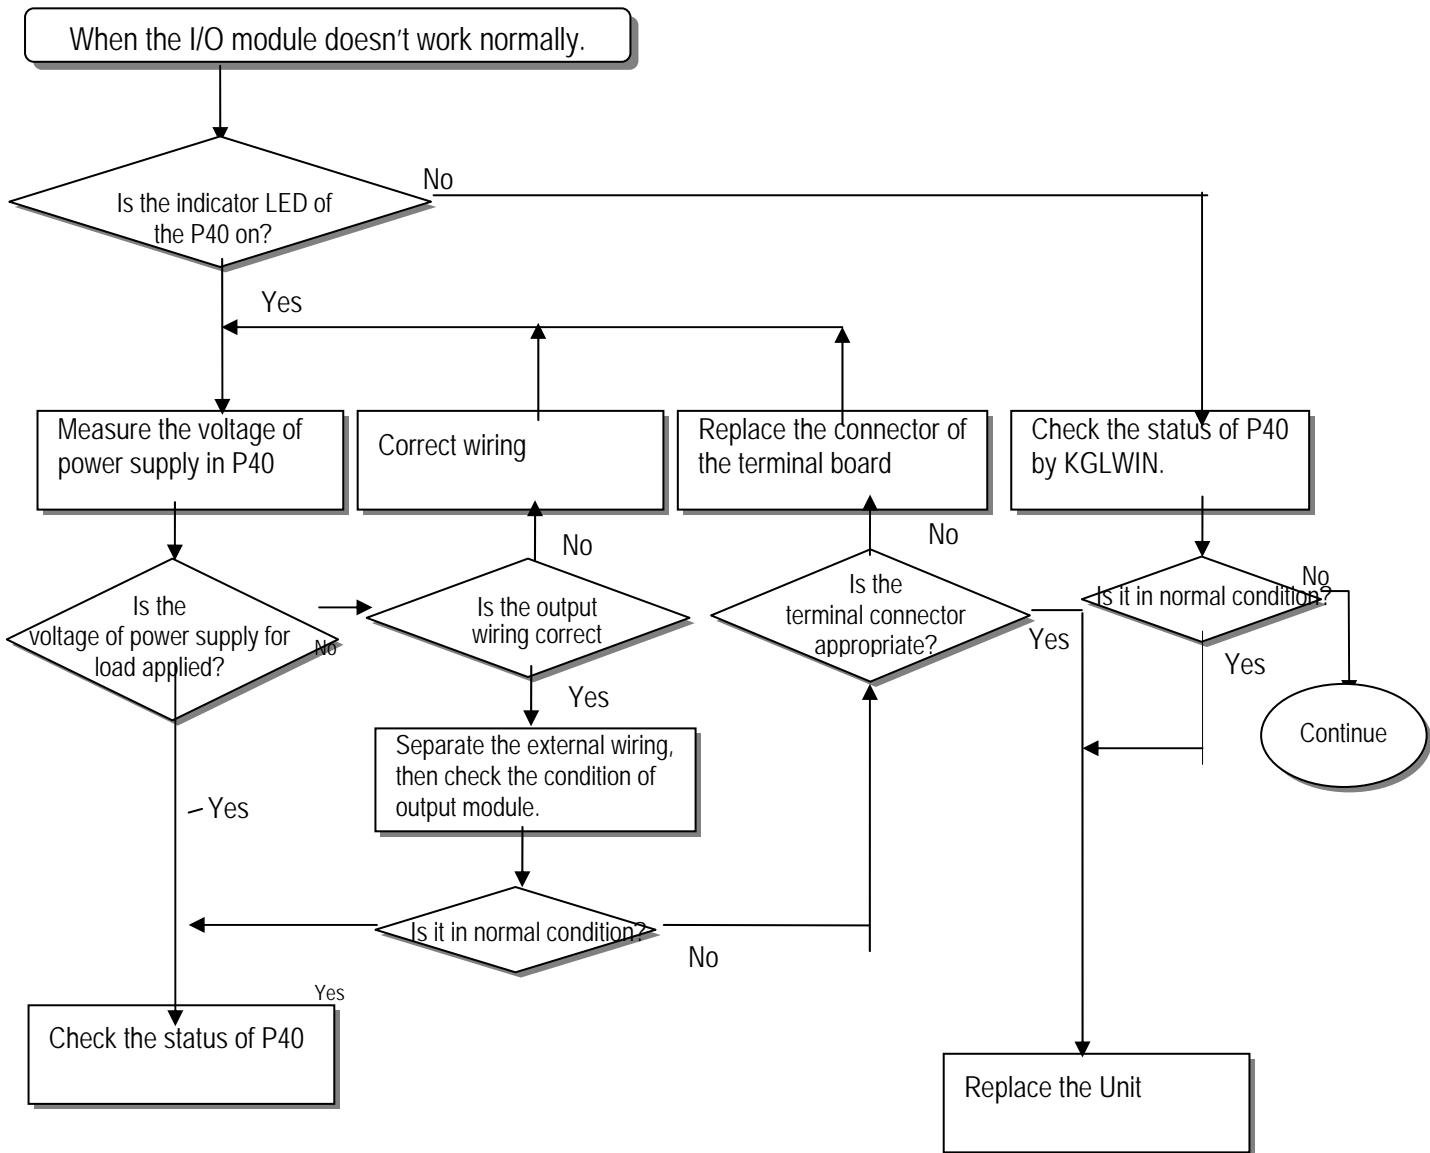 When the I/O module doesn't work normally.
No
Is the indicator LED of
the P40 on?
Yes
Measure the voltage of
power supply in P40
Correct wiring
Replace the connector of
the terminal board
Check the status of P40
by KGLWIN.
No
No
Is the
voltage of power supply for
load applied?
No
Is the output
wiring correct
Is the
terminal connector
appropriate?
Yes
Is it in normal condition?
No
Yes
Yes
Continue
Separate the external wiring,
then check the condition of
output module.
Yes
Is it in normal condition?
No
Yes
Check the status of P40
Replace the Unit